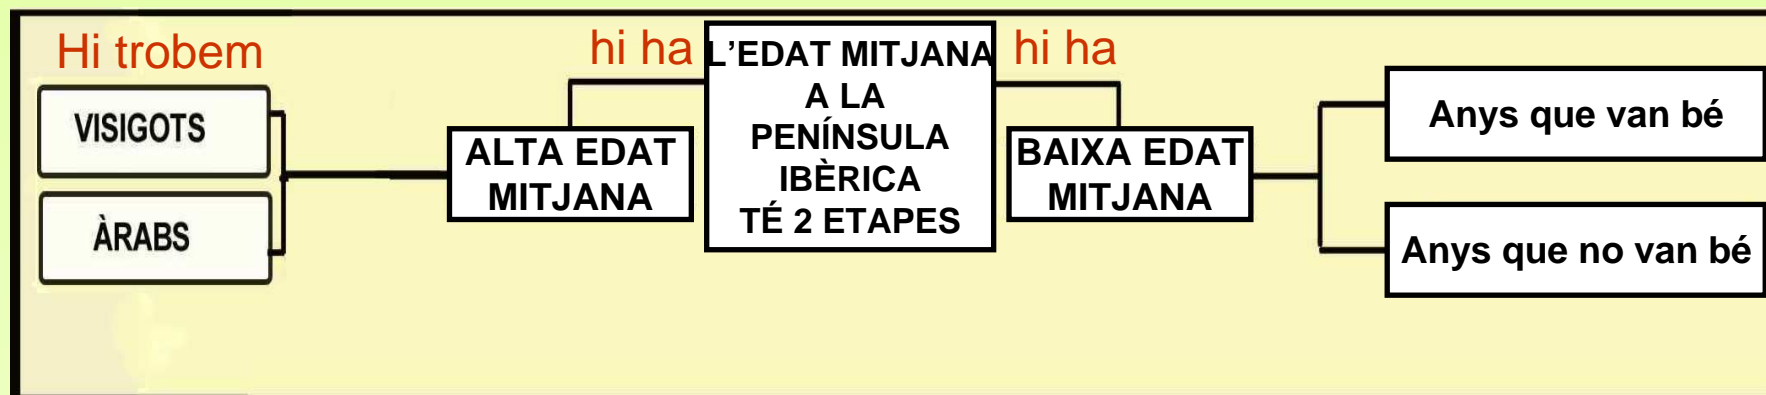 Hi trobem
VISIGOTS
ÀRABS
hi ha
ALTA EDAT
MITJANA
L'EDAT MITJANA
A LA
PENÍNSULA
IBÈRICA
TÉ 2 ETAPES
hi ha
BAIXA EDAT
MITJANA
Anys que van bé
Anys que no van bé